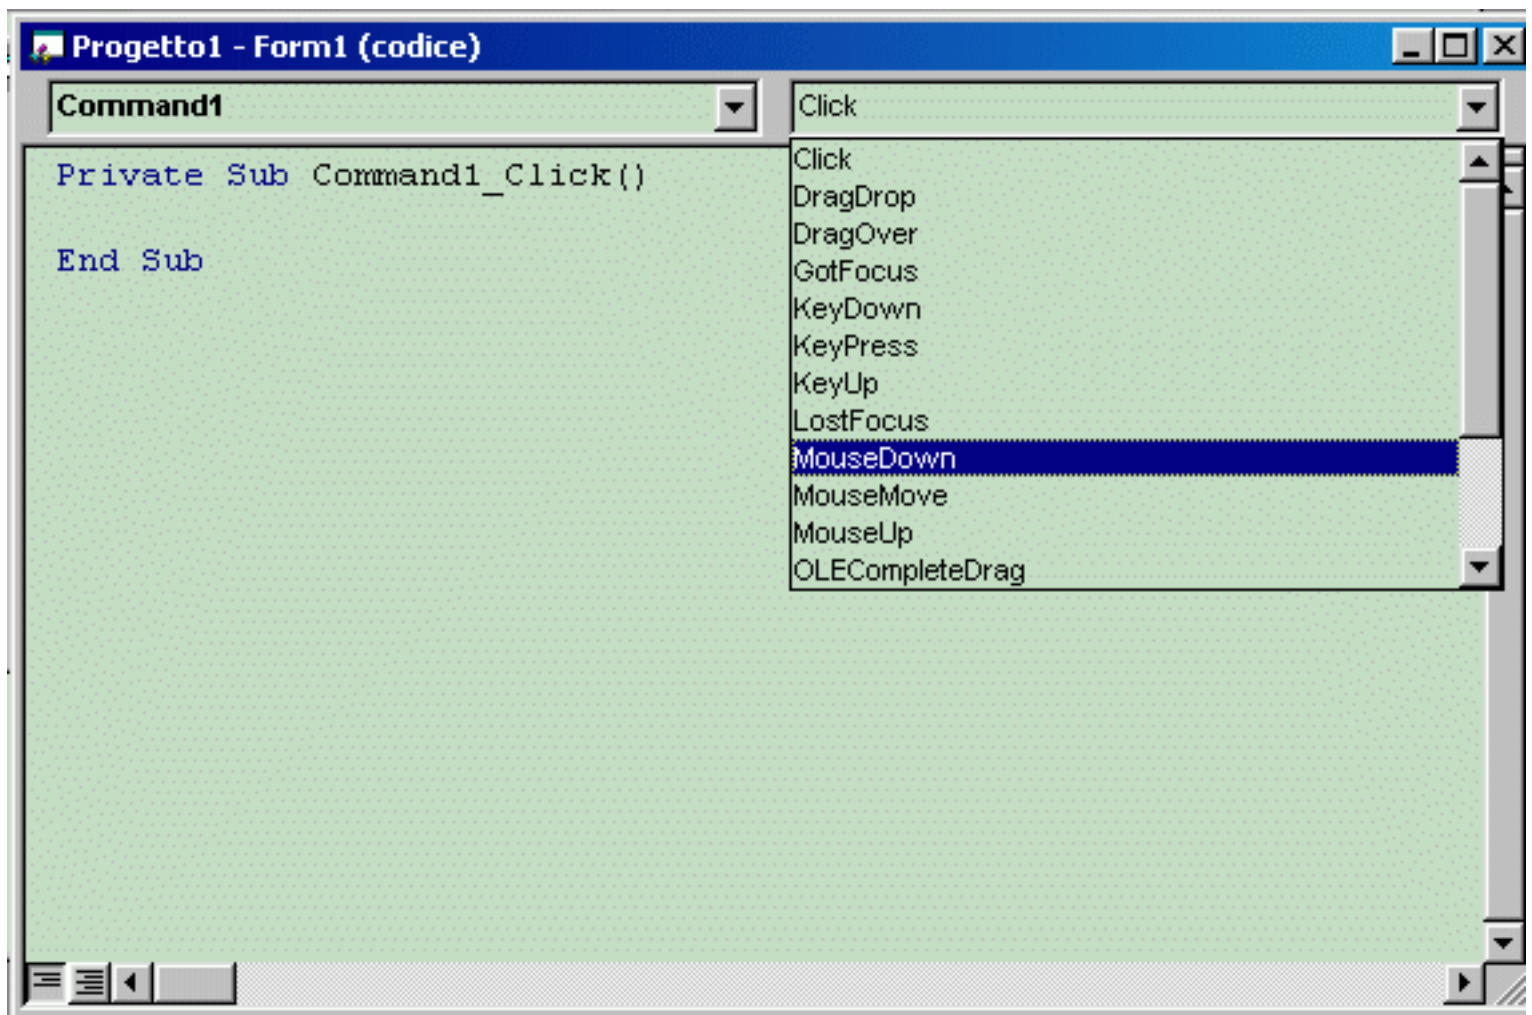 Progetto1 - Form1 (codice)
Command1
Click
Private Sub Command1_Click()
End Sub
Click
DragDrop
DragOver
GotFocus
KeyDown
KeyPress
KeyUp
LostFocus
MouseDown
MouseMove
MouseUp
OLECompleteDrag